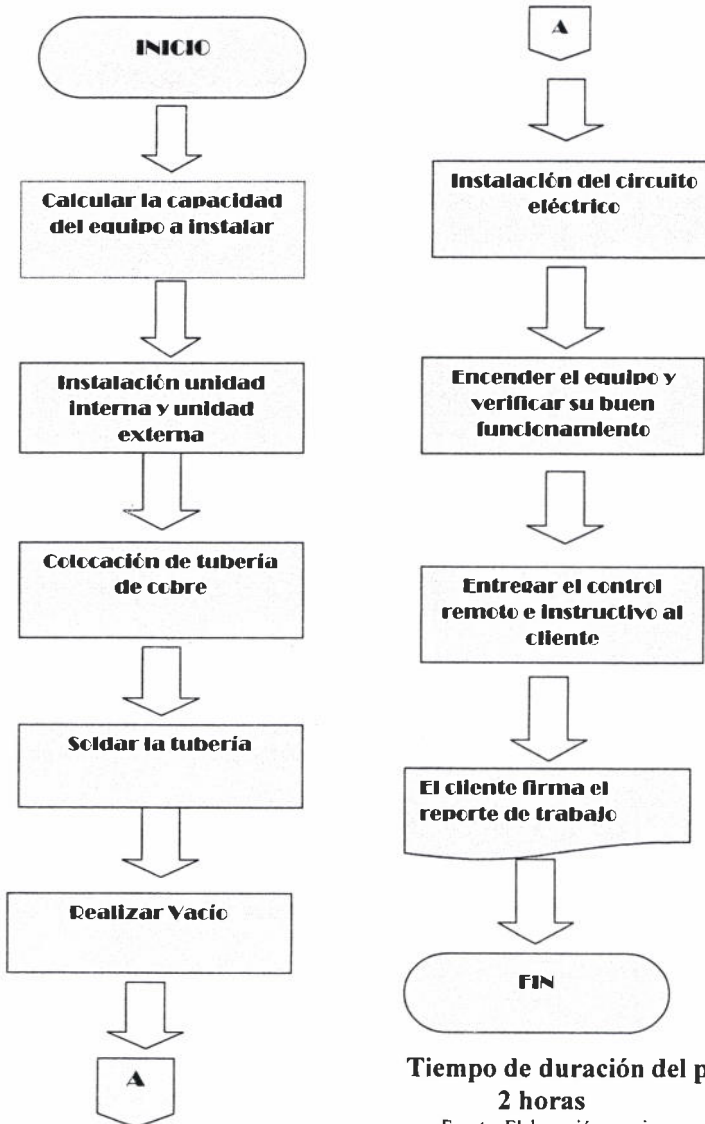 INICIO
Calcular la capacidad
del equipo a instalar
Instalación unidad
interna y unidad
externa
Colocación de tubería
de cobre
Soldar la tubería
Realizar Vacío
A
A
Instalación del circuito
eléctrico
Encender el equipo y
verificar su buen
funcionamiento
Entregar el control
remoto e instructivo al
cliente
El cliente firma el
reporte de trabajo
FIN
Tiempo de duración del p
2 horas